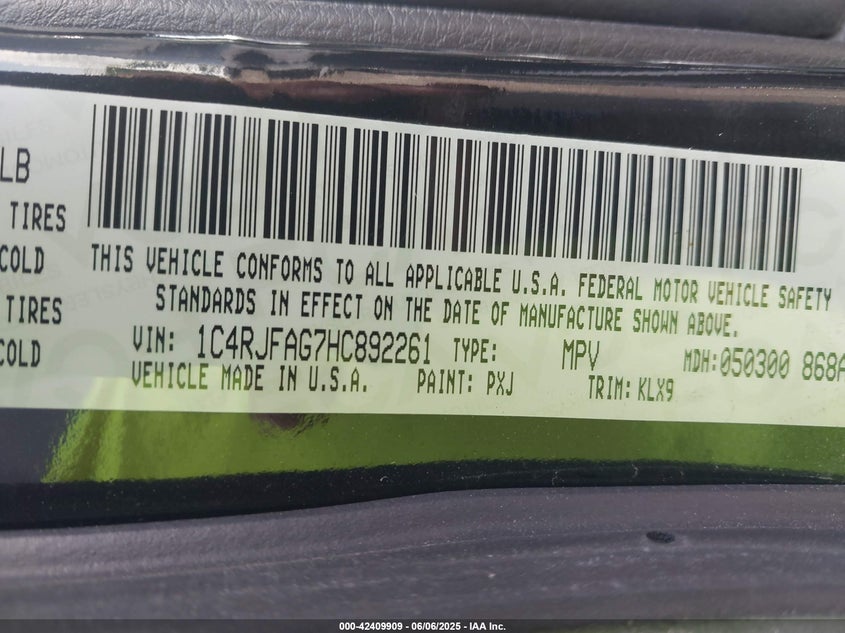 LB
TIRES
COLD
TIRES
COLD
THIS VEHICLE CONFORMS TO ALL APPLICABLE U.S.A. FEDERAL MOTOR VEHICLE SAFETY
STANDARDS IN EFFECT ON THE DATE OF MANUFACTURE SHOWN ABOVE.
VIN: 1C4RJFAG7HC892261 TYPE: MPV MDH:050300 868A
VEHICLE MADE IN U.S.A. PAINT: PXJ TRIM: KLX9
000-42409909 - 06/06/2025 - IAA Inc.